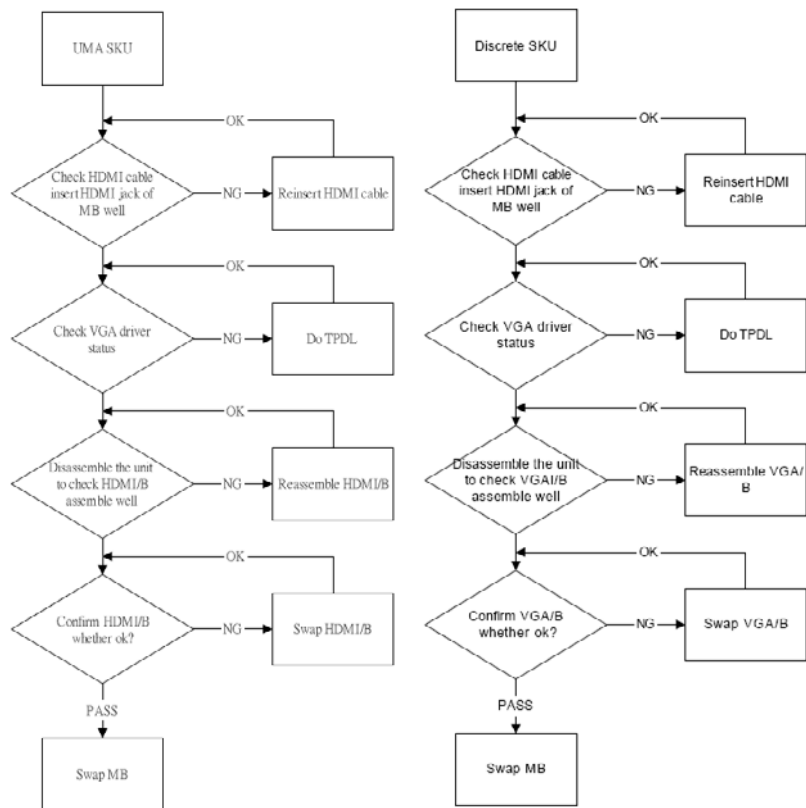 UMA SKU
OK
Check HDMI cable
insert HDMI jack of
MB well
NG
Reinsert HDMI cable
OK
Check VGA driver
status
NG
Do TPDL
OK
Disassemble the unit
to check HDMI/B
assemble well
NG
Reassemble HDMI/B
OK
Confirm HDMI/B
whether ok?
NG
Swap HDMI/B
PASS
Swap MB
Discrete SKU
OK
Check HDMI cable
insert HDMI jack of
MB well
NG
Reinsert HDMI
cable
OK
Check VGA driver
status
NG
Do TPDL
OK
Disassemble the unit
to check VGAI/B
assemble well
NG
Reassemble VGA/
B
OK
Confirm VGA/B
whether ok?
NG
Swap VGA/B
PASS
Swap MB